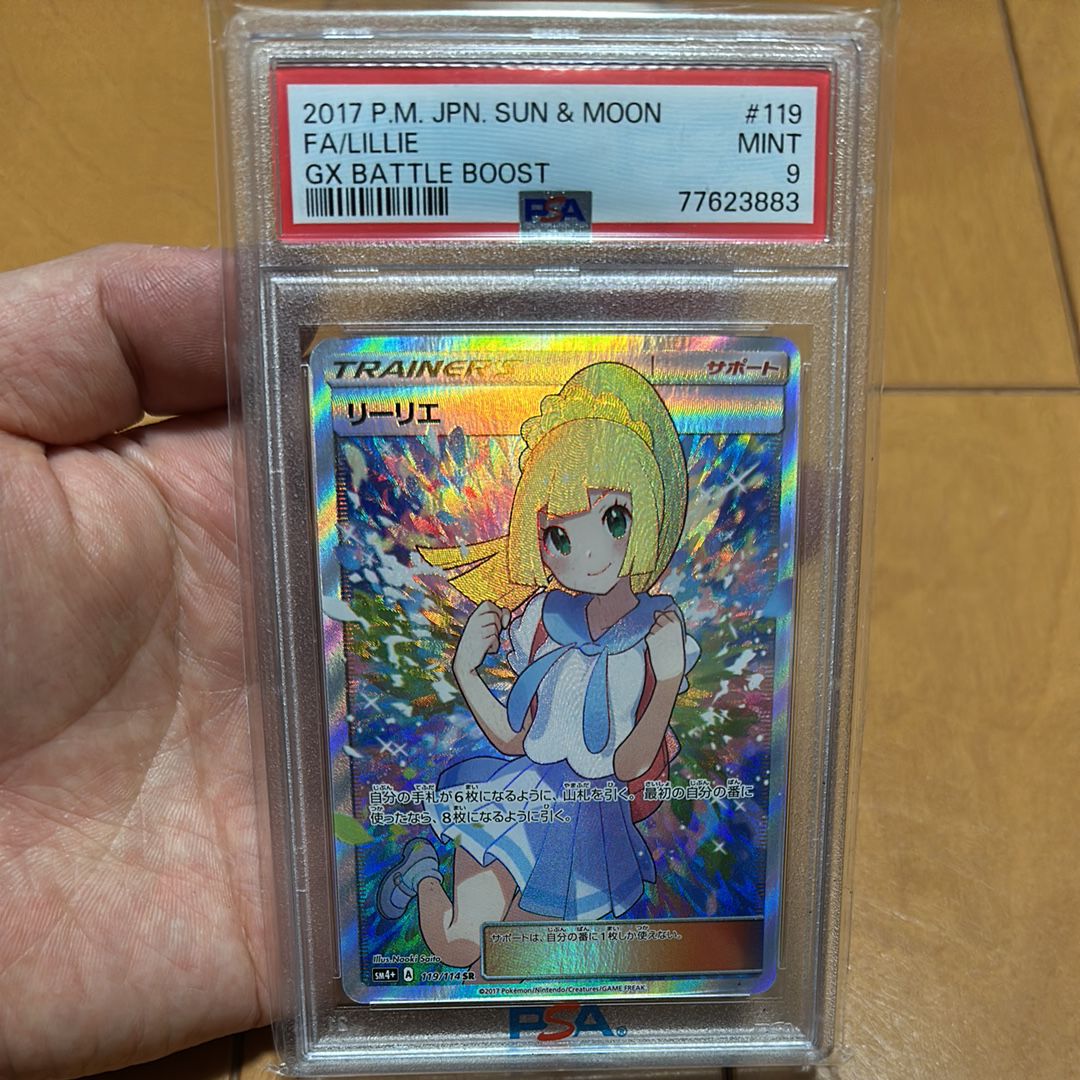 2017 P.M. JPN. SUN & MOON #119
FA/LILLIE MINT
GX BATTLE BOOST 9
PSA 77623883
TRAINER'S サポート
リーリエ
自分の手札が6枚になるように、山札を引く。最初の自分の番に
使ったなら、8枚になるように引く。
サポートは、自分の番に1枚しか使えない。
Illus. Naoki Saito
SM4+ A 119/114 SR
©2017 Pokémon/Nintendo/Creatures/GAME FREAK.
PSA®